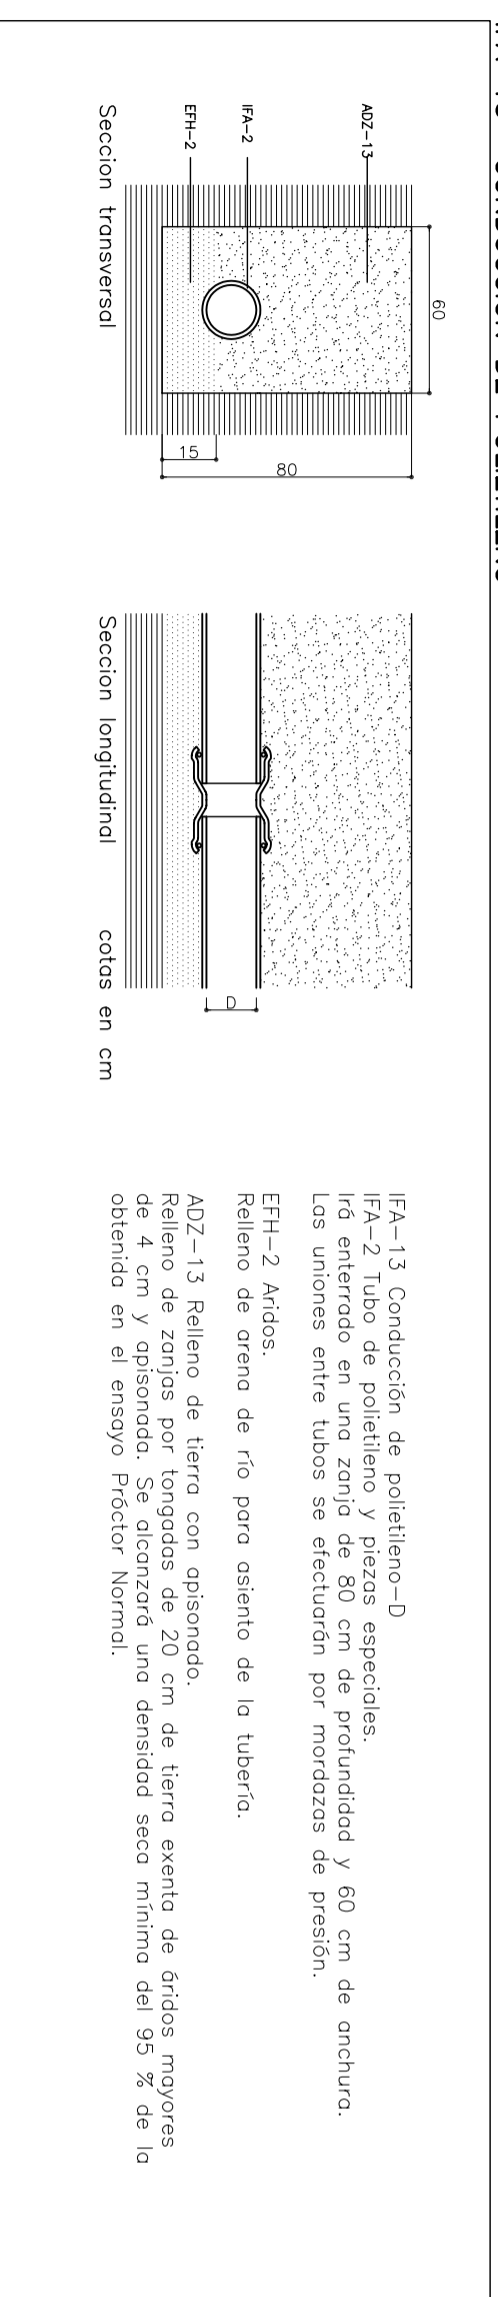 ADZ-13
IFA-2
EFH-2
60
15
80
Seccion transversal
D
Seccion longitudinal
cotas en cm
IFA-13 Conducción de polietileno-D
IFA-2 Tubo de polietileno y piezas especiales.
Irá enterrado en una zanja de 80 cm de profundidad y 60 cm de anchura.
Las uniones entre tubos se efectuarán por mordazas de presión.
EFH-2 Aridos.
Relleno de arena de río para asiento de la tubería.
ADZ-13 Relleno de tierra con apisonado.
Relleno de zanjas por tongadas de 20 cm de tierra exenta de áridos mayores
de 4 cm y apisonada. Se alcanzará una densidad seca mínima del 95 % de la
obtenida en el ensayo Próctor Normal.